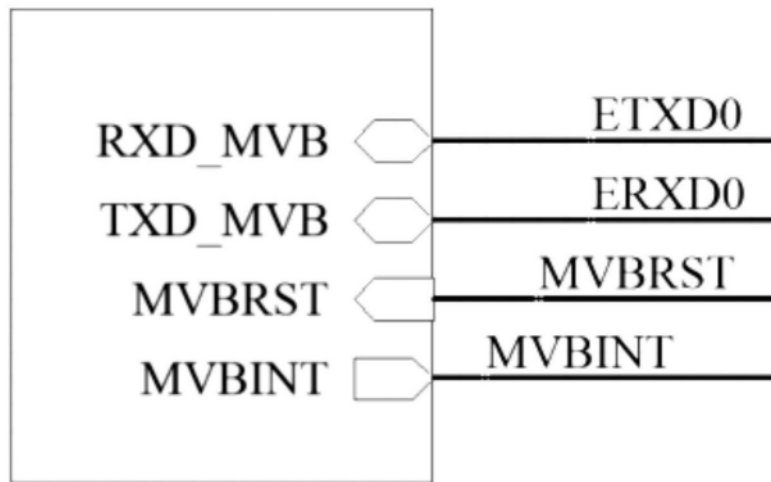 RXD_MVB ETXD0
TXD_MVB ERXD0
MVBRST MVBRST
MVBINT MVBINT